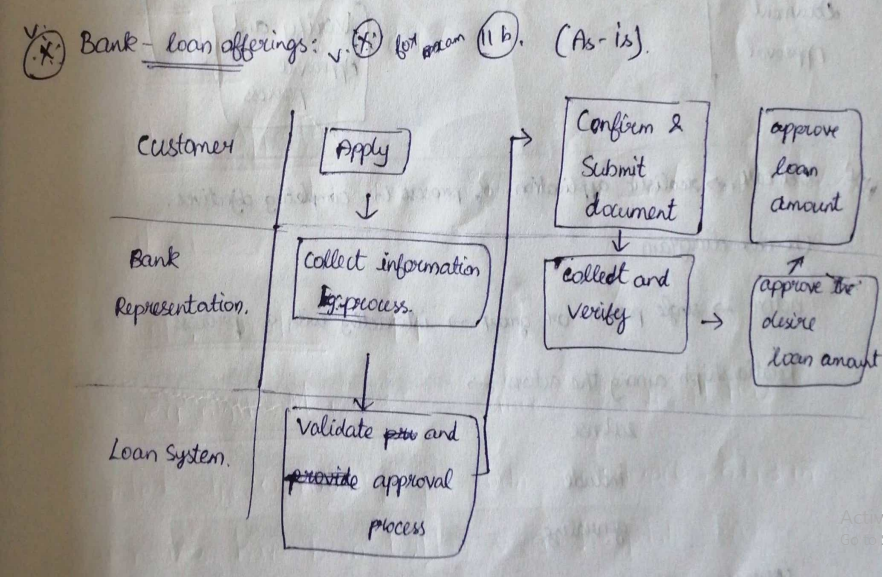 V. * Bank - loan offerings: V. * for exam 11 b). (As-is).
Customer
Apply
Confirm &
Submit
document
approve
loan
amount
Bank
Representation.
Collect information
process.
collect and
verify
approve the
desire
loan amount
Loan System.
Validate and
provide approval
process